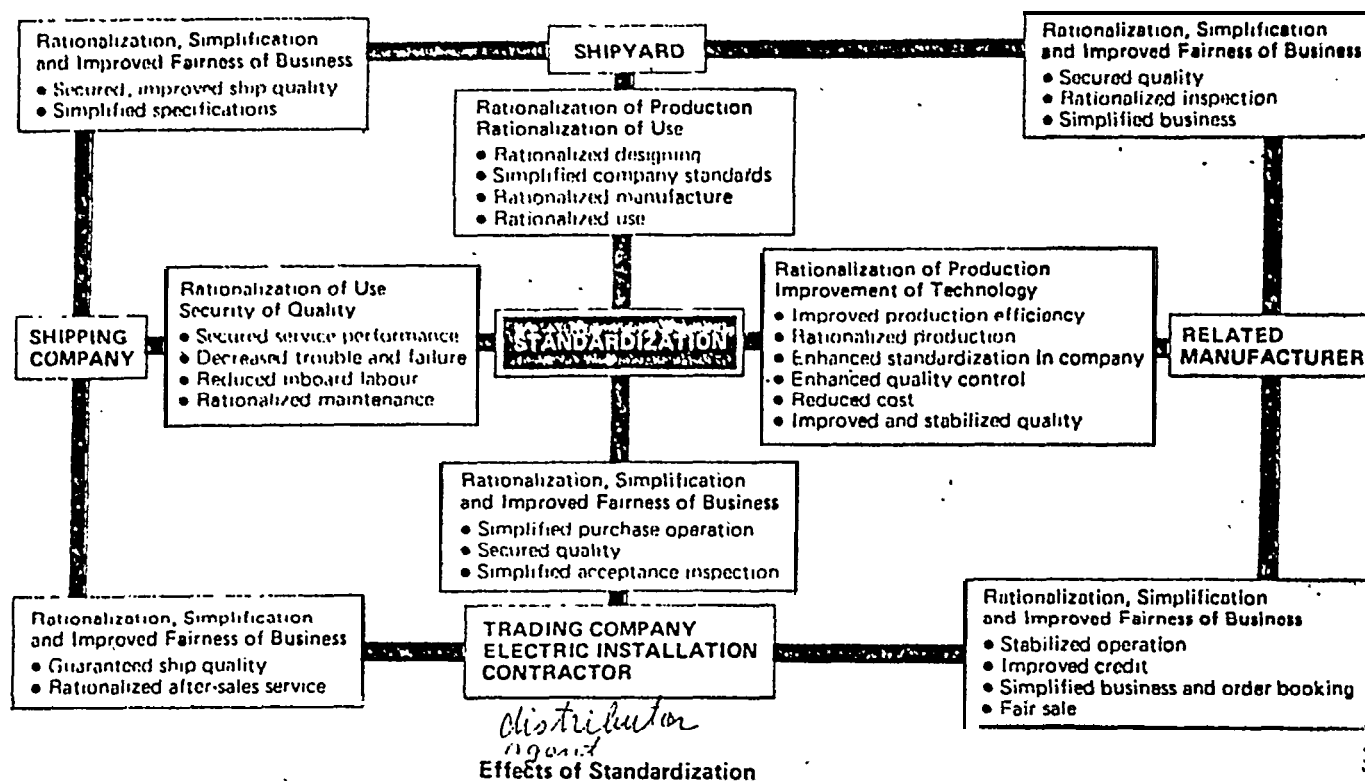 Rationalization, Simplification
and Improved Fairness of Business
• Secured, improved ship quality
• Simplified specifications
SHIPYARD
Rationalization, Simplification
and Improved Fairness of Business
• Secured quality
• Rationalized inspection
• Simplified business
Rationalization of Production
Rationalization of Use
• Rationalized designing
• Simplified company standards
• Rationalized manufacture
• Rationalized use
SHIPPING
COMPANY
Rationalization of Use
Security of Quality
• Secured service performance
• Decreased trouble and failure
• Reduced inboard labour
• Rationalized maintenance
STANDARDIZATION
Rationalization of Production
Improvement of Technology
• Improved production efficiency
• Rationalized production
• Enhanced standardization in company
• Enhanced quality control
• Reduced cost
• Improved and stabilized quality
RELATED
MANUFACTURER
Rationalization, Simplification
and Improved Fairness of Business
• Simplified purchase operation
• Secured quality
• Simplified acceptance inspection
Rationalization, Simplification
and Improved Fairness of Business
• Guaranteed ship quality
• Rationalized after-sales service
TRADING COMPANY
ELECTRIC INSTALLATION
CONTRACTOR
Rationalization, Simplification
and Improved Fairness of Business
• Stabilized operation
• Improved credit
• Simplified business and order booking
• Fair sale
distributor
agent
Effects of Standardization